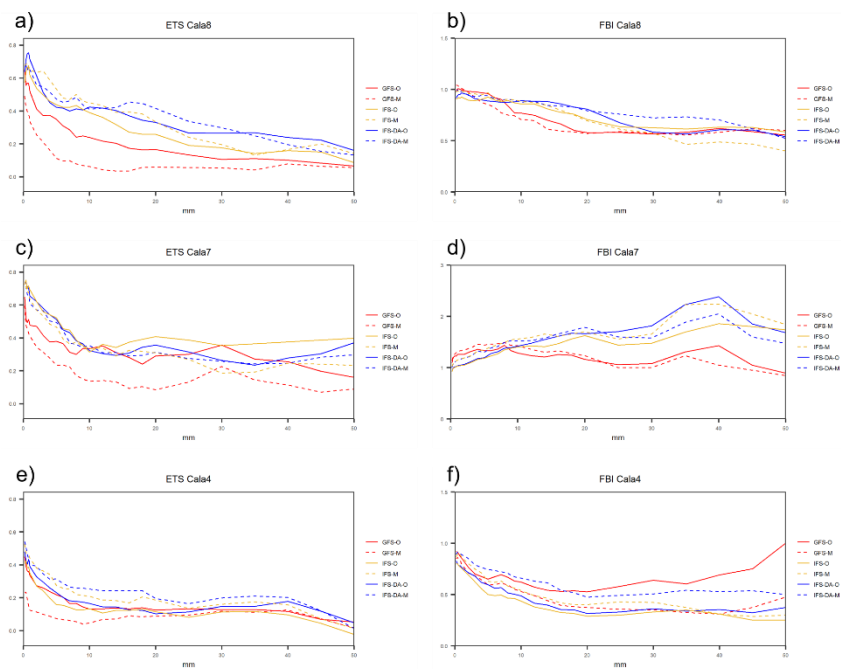 a)
ETS Cala8
0.8
0.6
0.4
0.2
0.0
0
10
20
30
40
50
mm
GFS-O
GFS-M
IFS-O
IFS-M
IFS-DA-O
IFS-DA-M
b)
FBI Cala8
1.5
1.0
0.5
0.0
0
10
20
30
40
50
mm
GFS-O
GFS-M
IFS-O
IFS-M
IFS-DA-O
IFS-DA-M
c)
ETS Cala7
0.8
0.6
0.4
0.2
0.0
0
10
20
30
40
50
mm
GFS-O
GFS-M
IFS-O
IFS-M
IFS-DA-O
IFS-DA-M
d)
FBI Cala7
3
2
1
0
0
10
20
30
40
50
mm
GFS-O
GFS-M
IFS-O
IFS-M
IFS-DA-O
IFS-DA-M
e)
ETS Cala4
0.8
0.6
0.4
0.2
0.0
0
10
20
30
40
50
mm
GFS-O
GFS-M
IFS-O
IFS-M
IFS-DA-O
IFS-DA-M
f)
FBI Cala4
1.5
1.0
0.5
0.0
0
10
20
30
40
50
mm
GFS-O
GFS-M
IFS-O
IFS-M
IFS-DA-O
IFS-DA-M